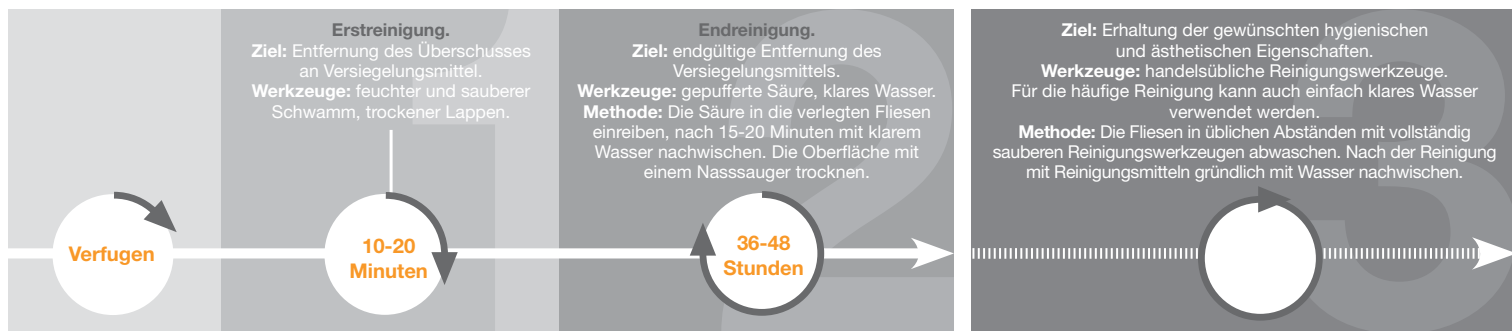 Verfugen
Erstreinigung.
Ziel: Entfernung des Überschusses
an Versiegelungsmittel.
Werkzeuge: feuchter und sauberer
Schwamm, trockener Lappen.
10-20
Minuten
1
Endreinigung.
Ziel: endgültige Entfernung des
Versiegelungsmittels.
Werkzeuge: gepufferte Säure, klares Wasser.
Methode: Die Säure in die verlegten Fliesen
einreiben, nach 15-20 Minuten mit klarem
Wasser nachwischen. Die Oberfläche mit
einem Nasssauger trocknen.
36-48
Stunden
2
Ziel: Erhaltung der gewünschten hygienischen
und ästhetischen Eigenschaften.
Werkzeuge: handelsübliche Reinigungswerkzeuge.
Für die häufige Reinigung kann auch einfach klares Wasser
verwendet werden.
Methode: Die Fliesen in üblichen Abständen mit vollständig
sauberen Reinigungswerkzeugen abwaschen. Nach der Reinigung
mit Reinigungsmitteln gründlich mit Wasser nachwischen.
3